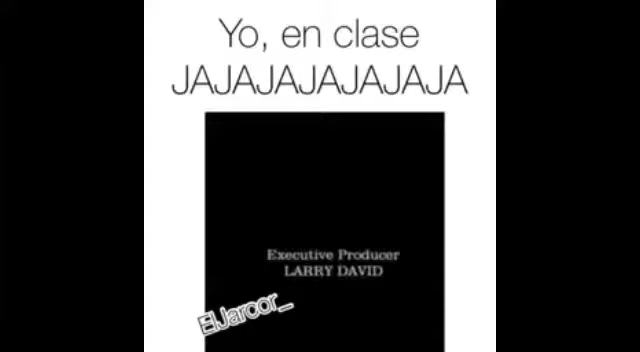 Yo, en clase
JAJAJAJAJAJAJA
Executive Producer
LARRY DAVID
ElJarcor_